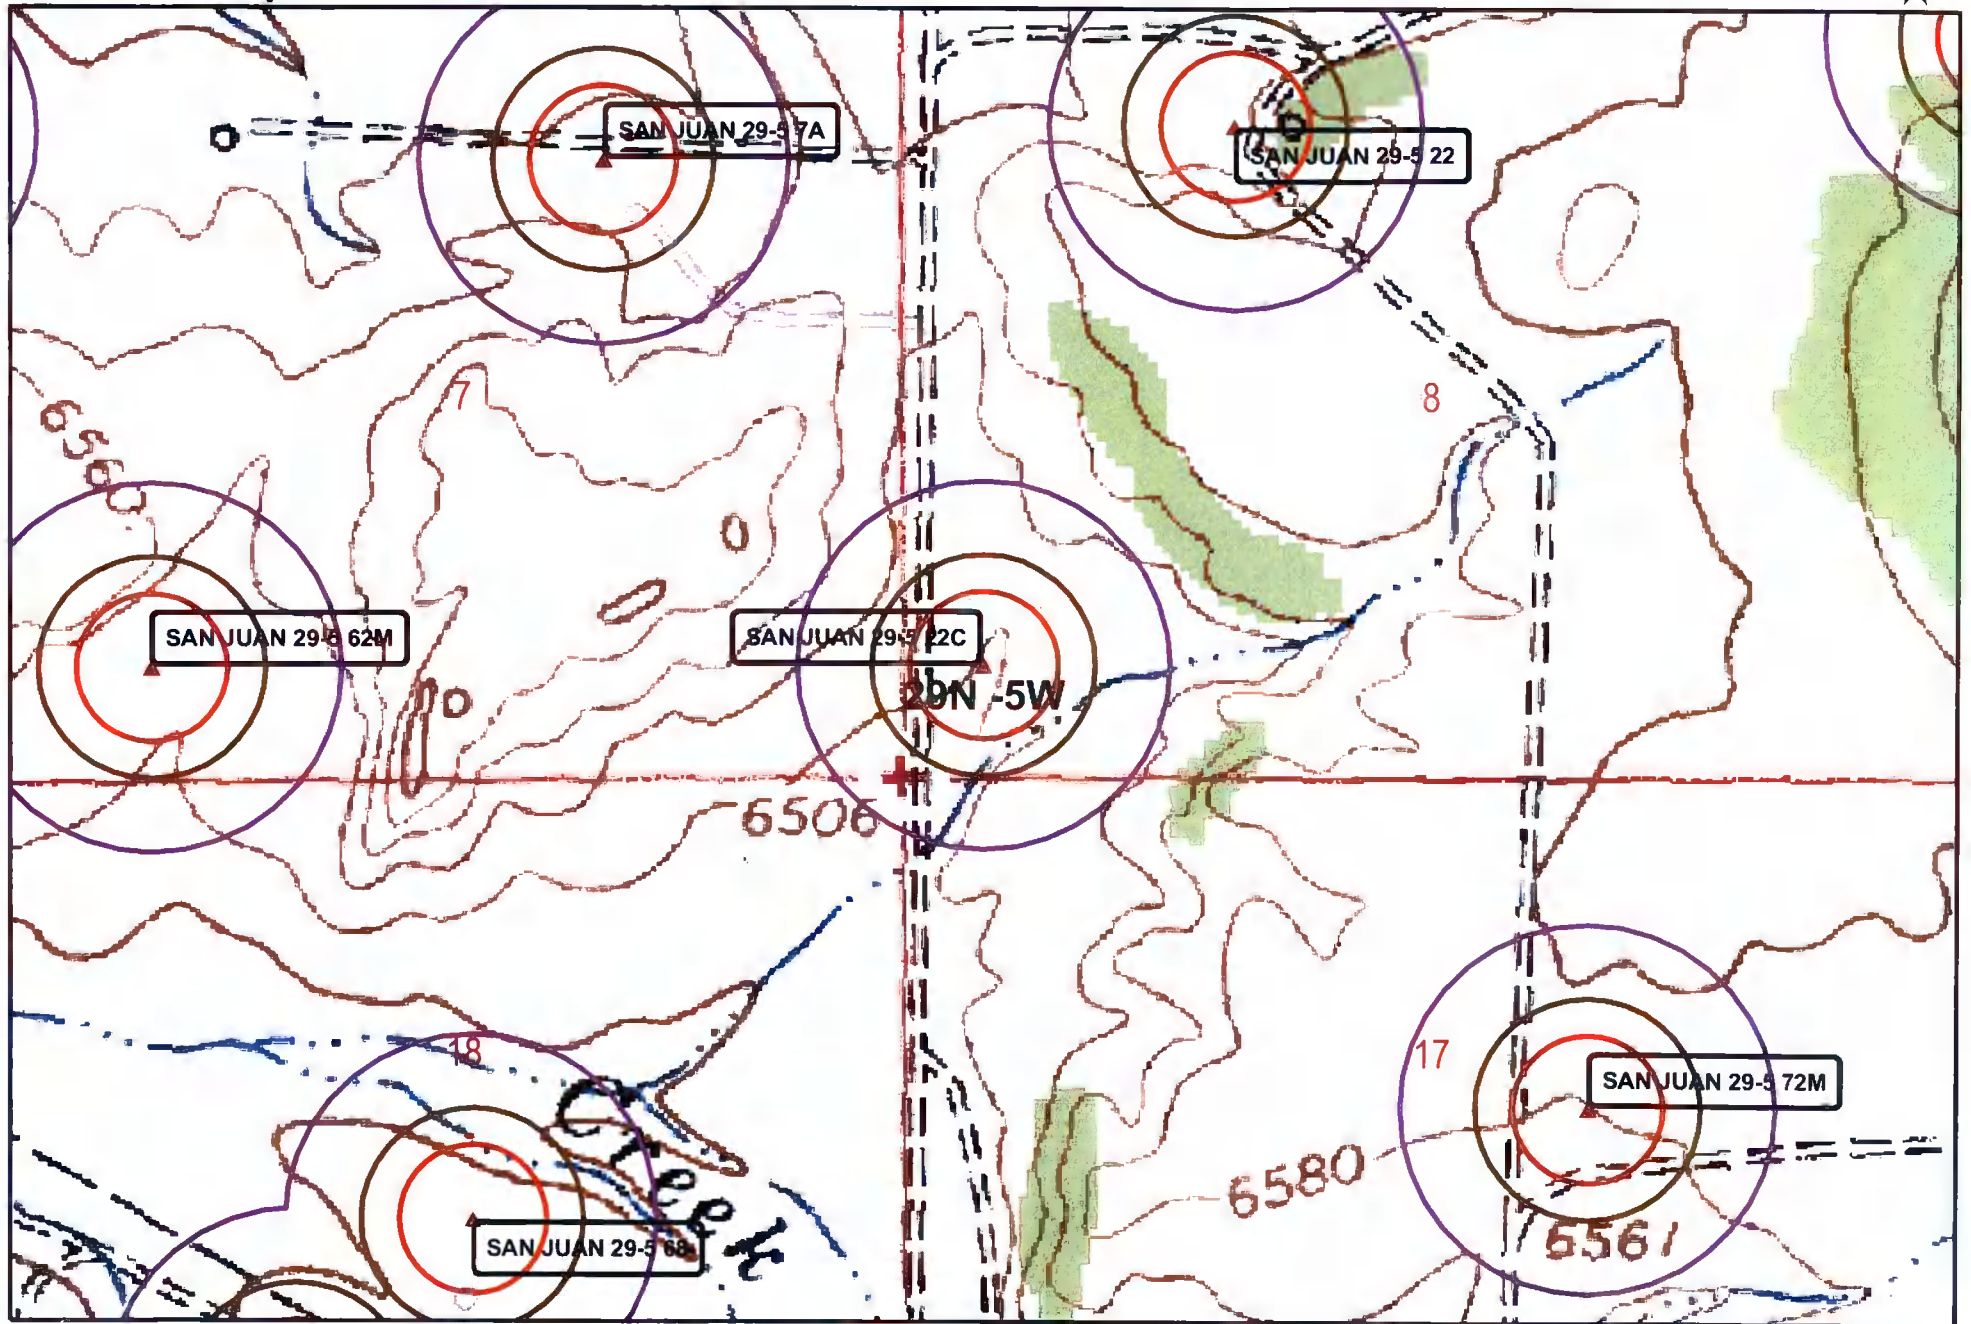 SAN JUAN 29-5 7A
SAN JUAN 29-5 22
7
8
6560
SAN JUAN 29-5 62M
SAN JUAN 29-5 22C
29N -5W
6506
18
17
Creek
SAN JUAN 29-5 72M
6580
6561
SAN JUAN 29-5 68